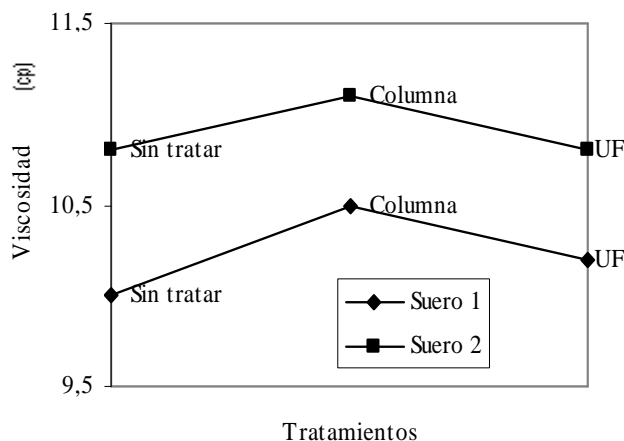 11,5
(cp)
Viscosidad
Columna
Sin tratar
UF
10,5
Columna
UF
Sin tratar
Suero 1
Suero 2
9,5
Tratamientos